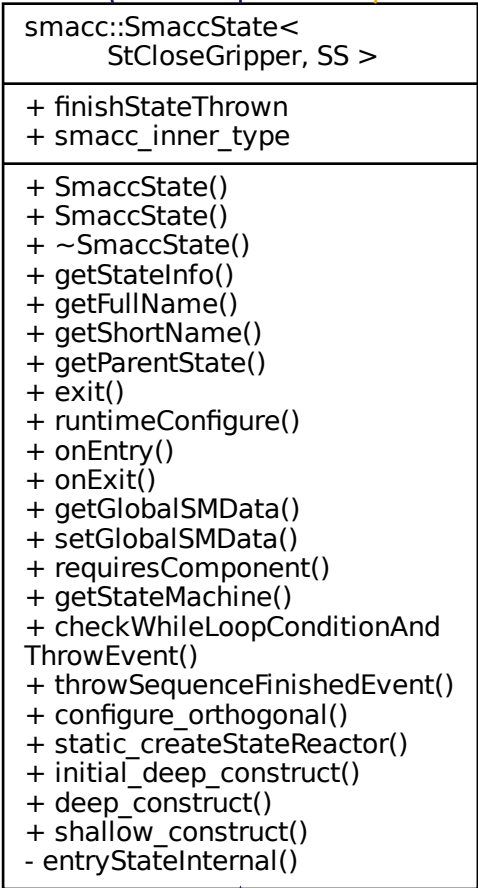 smacc::SmaccState<
StCloseGripper, SS >
+ finishStateThrown
+ smacc_inner_type
+ SmaccState()
+ SmaccState()
+ ~SmaccState()
+ getStateInfo()
+ getFullName()
+ getShortName()
+ getParentState()
+ exit()
+ runtimeConfigure()
+ onEntry()
+ onExit()
+ getGlobalSMData()
+ setGlobalSMData()
+ requiresComponent()
+ getStateMachine()
+ checkWhileLoopConditionAnd
ThrowEvent()
+ throwSequenceFinishedEvent()
+ configure_orthogonal()
+ static_createStateReactor()
+ initial_deep_construct()
+ deep_construct()
+ shallow_construct()
- entryStateInternal()